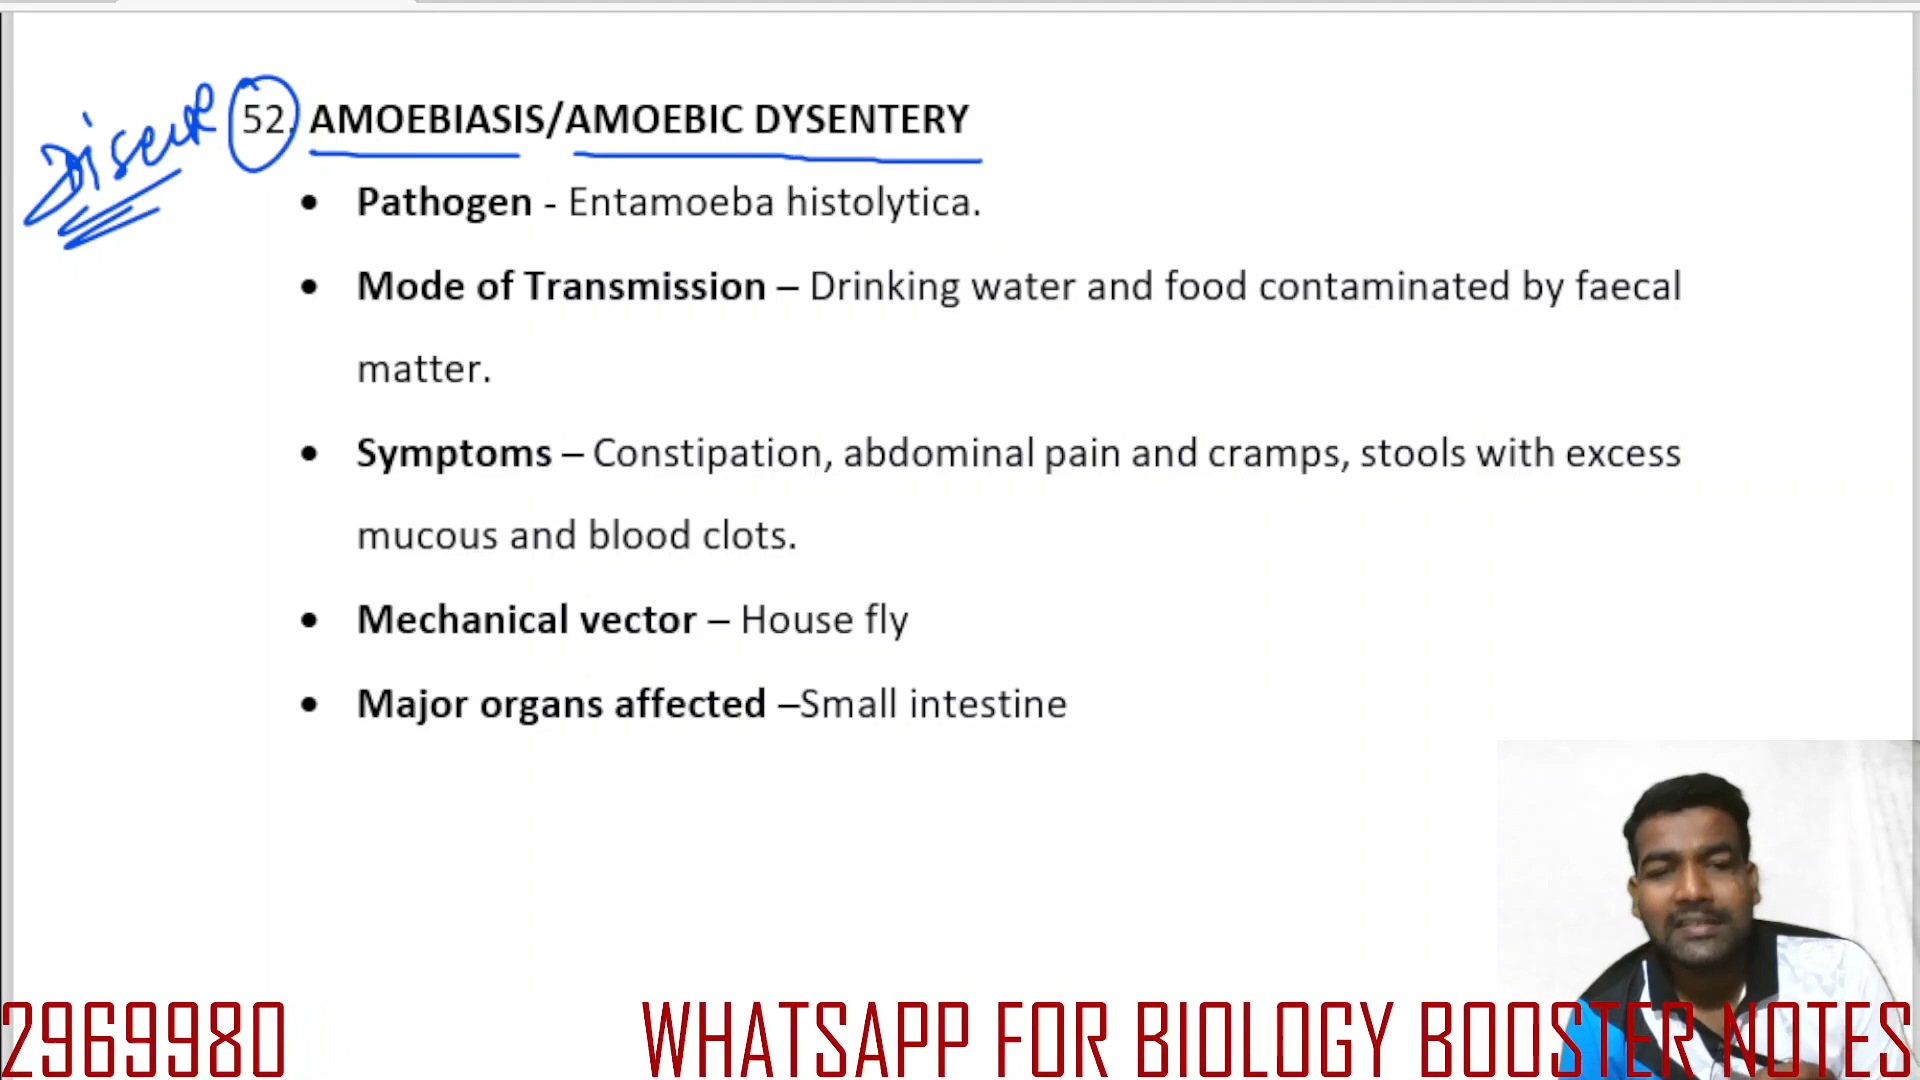 Disease 52. AMOEBIASIS/AMOEBIC DYSENTERY
• Pathogen - Entamoeba histolytica.
• Mode of Transmission – Drinking water and food contaminated by faecal
matter.
• Symptoms – Constipation, abdominal pain and cramps, stools with excess
mucous and blood clots.
• Mechanical vector – House fly
• Major organs affected –Small intestine
2969980 WHATSAPP FOR BIOLOGY BOOSTER NOTES